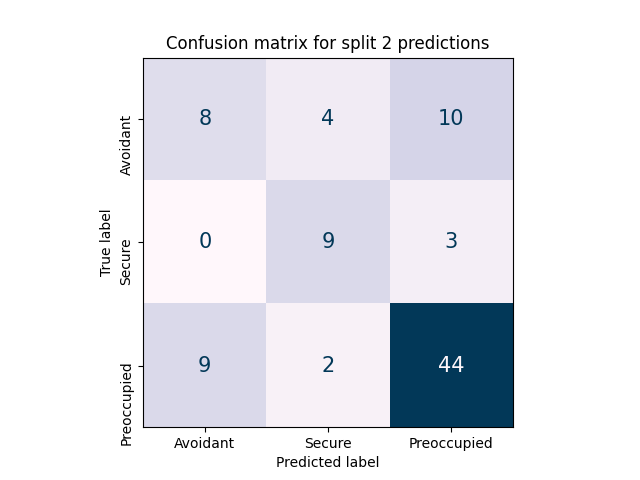 Confusion matrix for split 2 predictions
True label
Avoidant
8 4 10
Secure
0 9 3
Preoccupied
9 2 44
Avoidant Secure Preoccupied
Predicted label